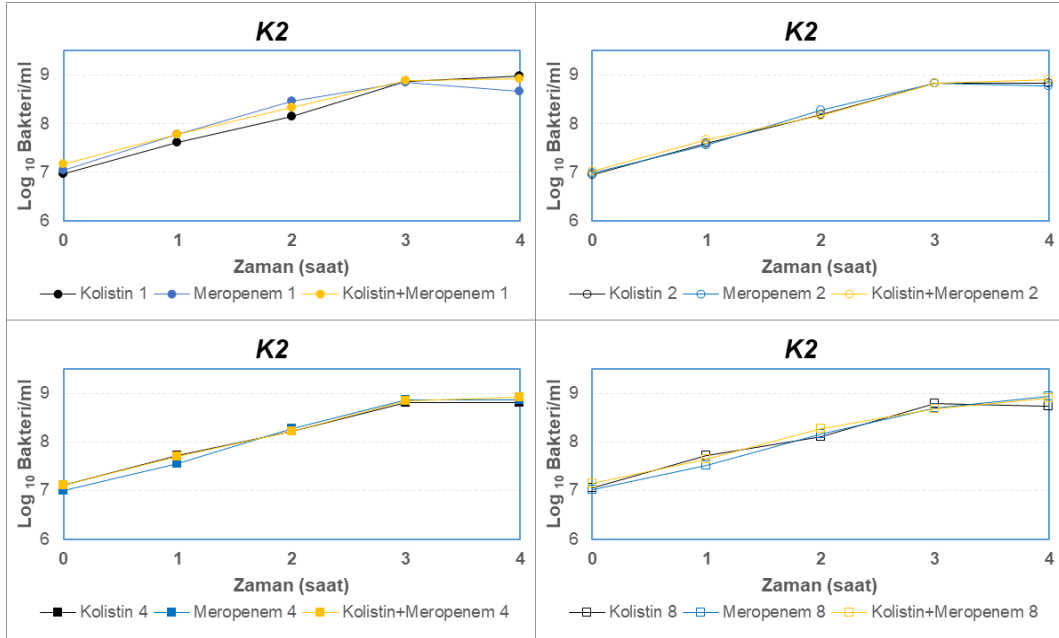 K2
Log 10 Bakteri/ml
9
8
7
6
0 1 2 3 4
Zaman (saat)
Kolistin 1 Meropenem 1 Kolistin+Meropenem 1
K2
Log 10 Bakteri/ml
9
8
7
6
0 1 2 3 4
Zaman (saat)
Kolistin 2 Meropenem 2 Kolistin+Meropenem 2
K2
Log 10 Bakteri/ml
9
8
7
6
0 1 2 3 4
Zaman (saat)
Kolistin 4 Meropenem 4 Kolistin+Meropenem 4
K2
Log 10 Bakteri/ml
9
8
7
6
0 1 2 3 4
Zaman (saat)
Kolistin 8 Meropenem 8 Kolistin+Meropenem 8